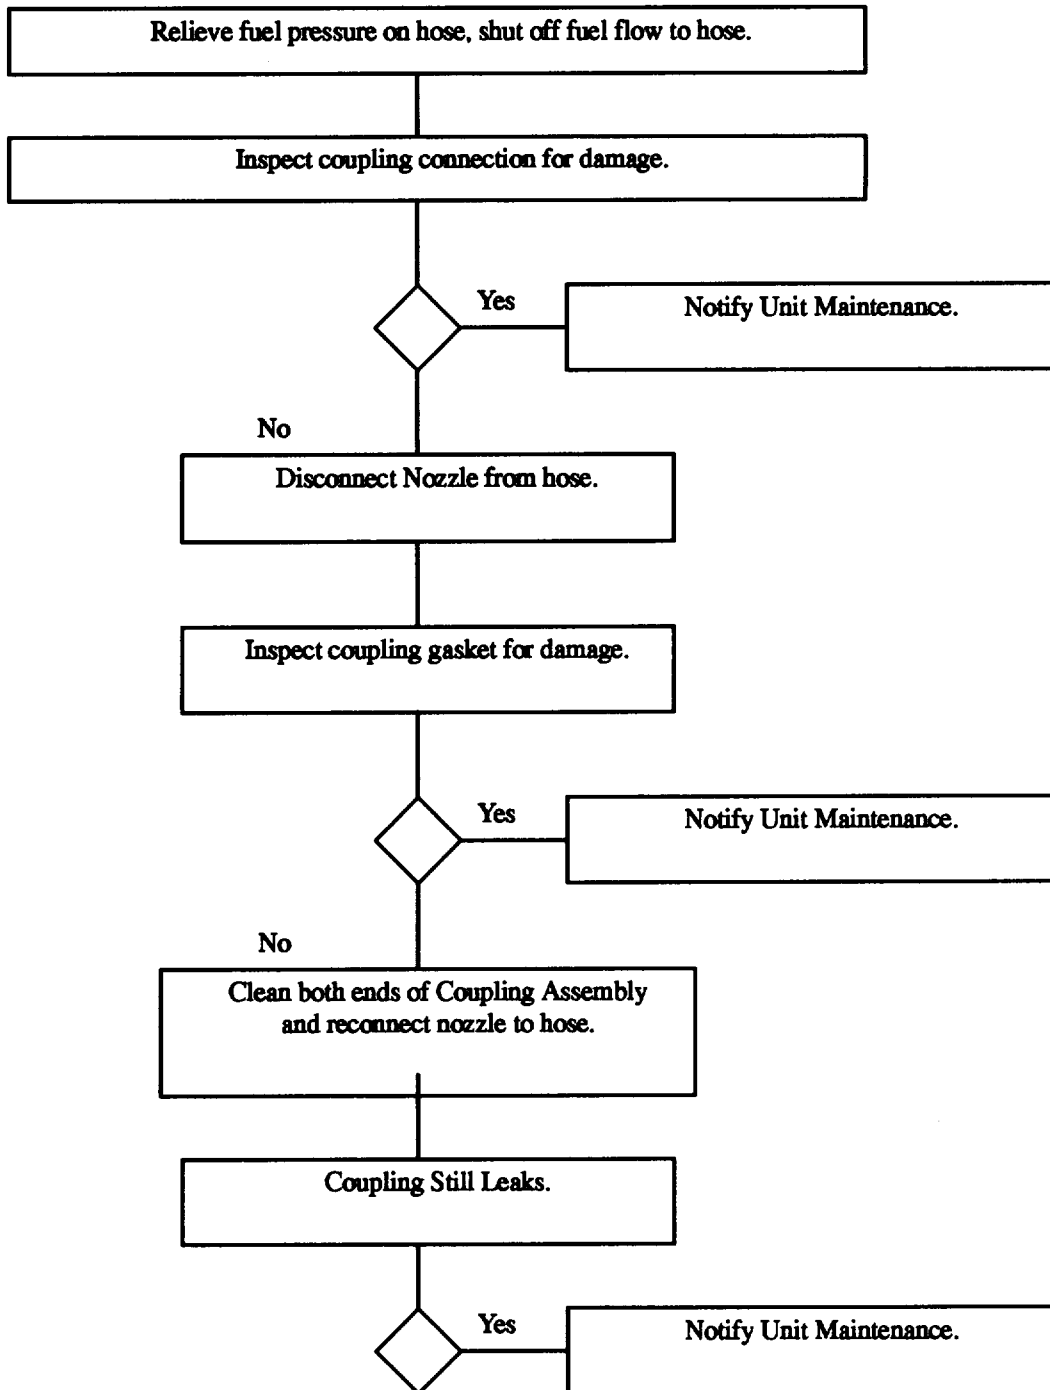 Relieve fuel pressure on hose, shut off fuel flow to hose.
Inspect coupling connection for damage.
Yes
Notify Unit Maintenance.
No
Disconnect Nozzle from hose.
Inspect coupling gasket for damage.
Yes
Notify Unit Maintenance.
No
Clean both ends of Coupling Assembly
and reconnect nozzle to hose.
Coupling Still Leaks.
Yes
Notify Unit Maintenance.